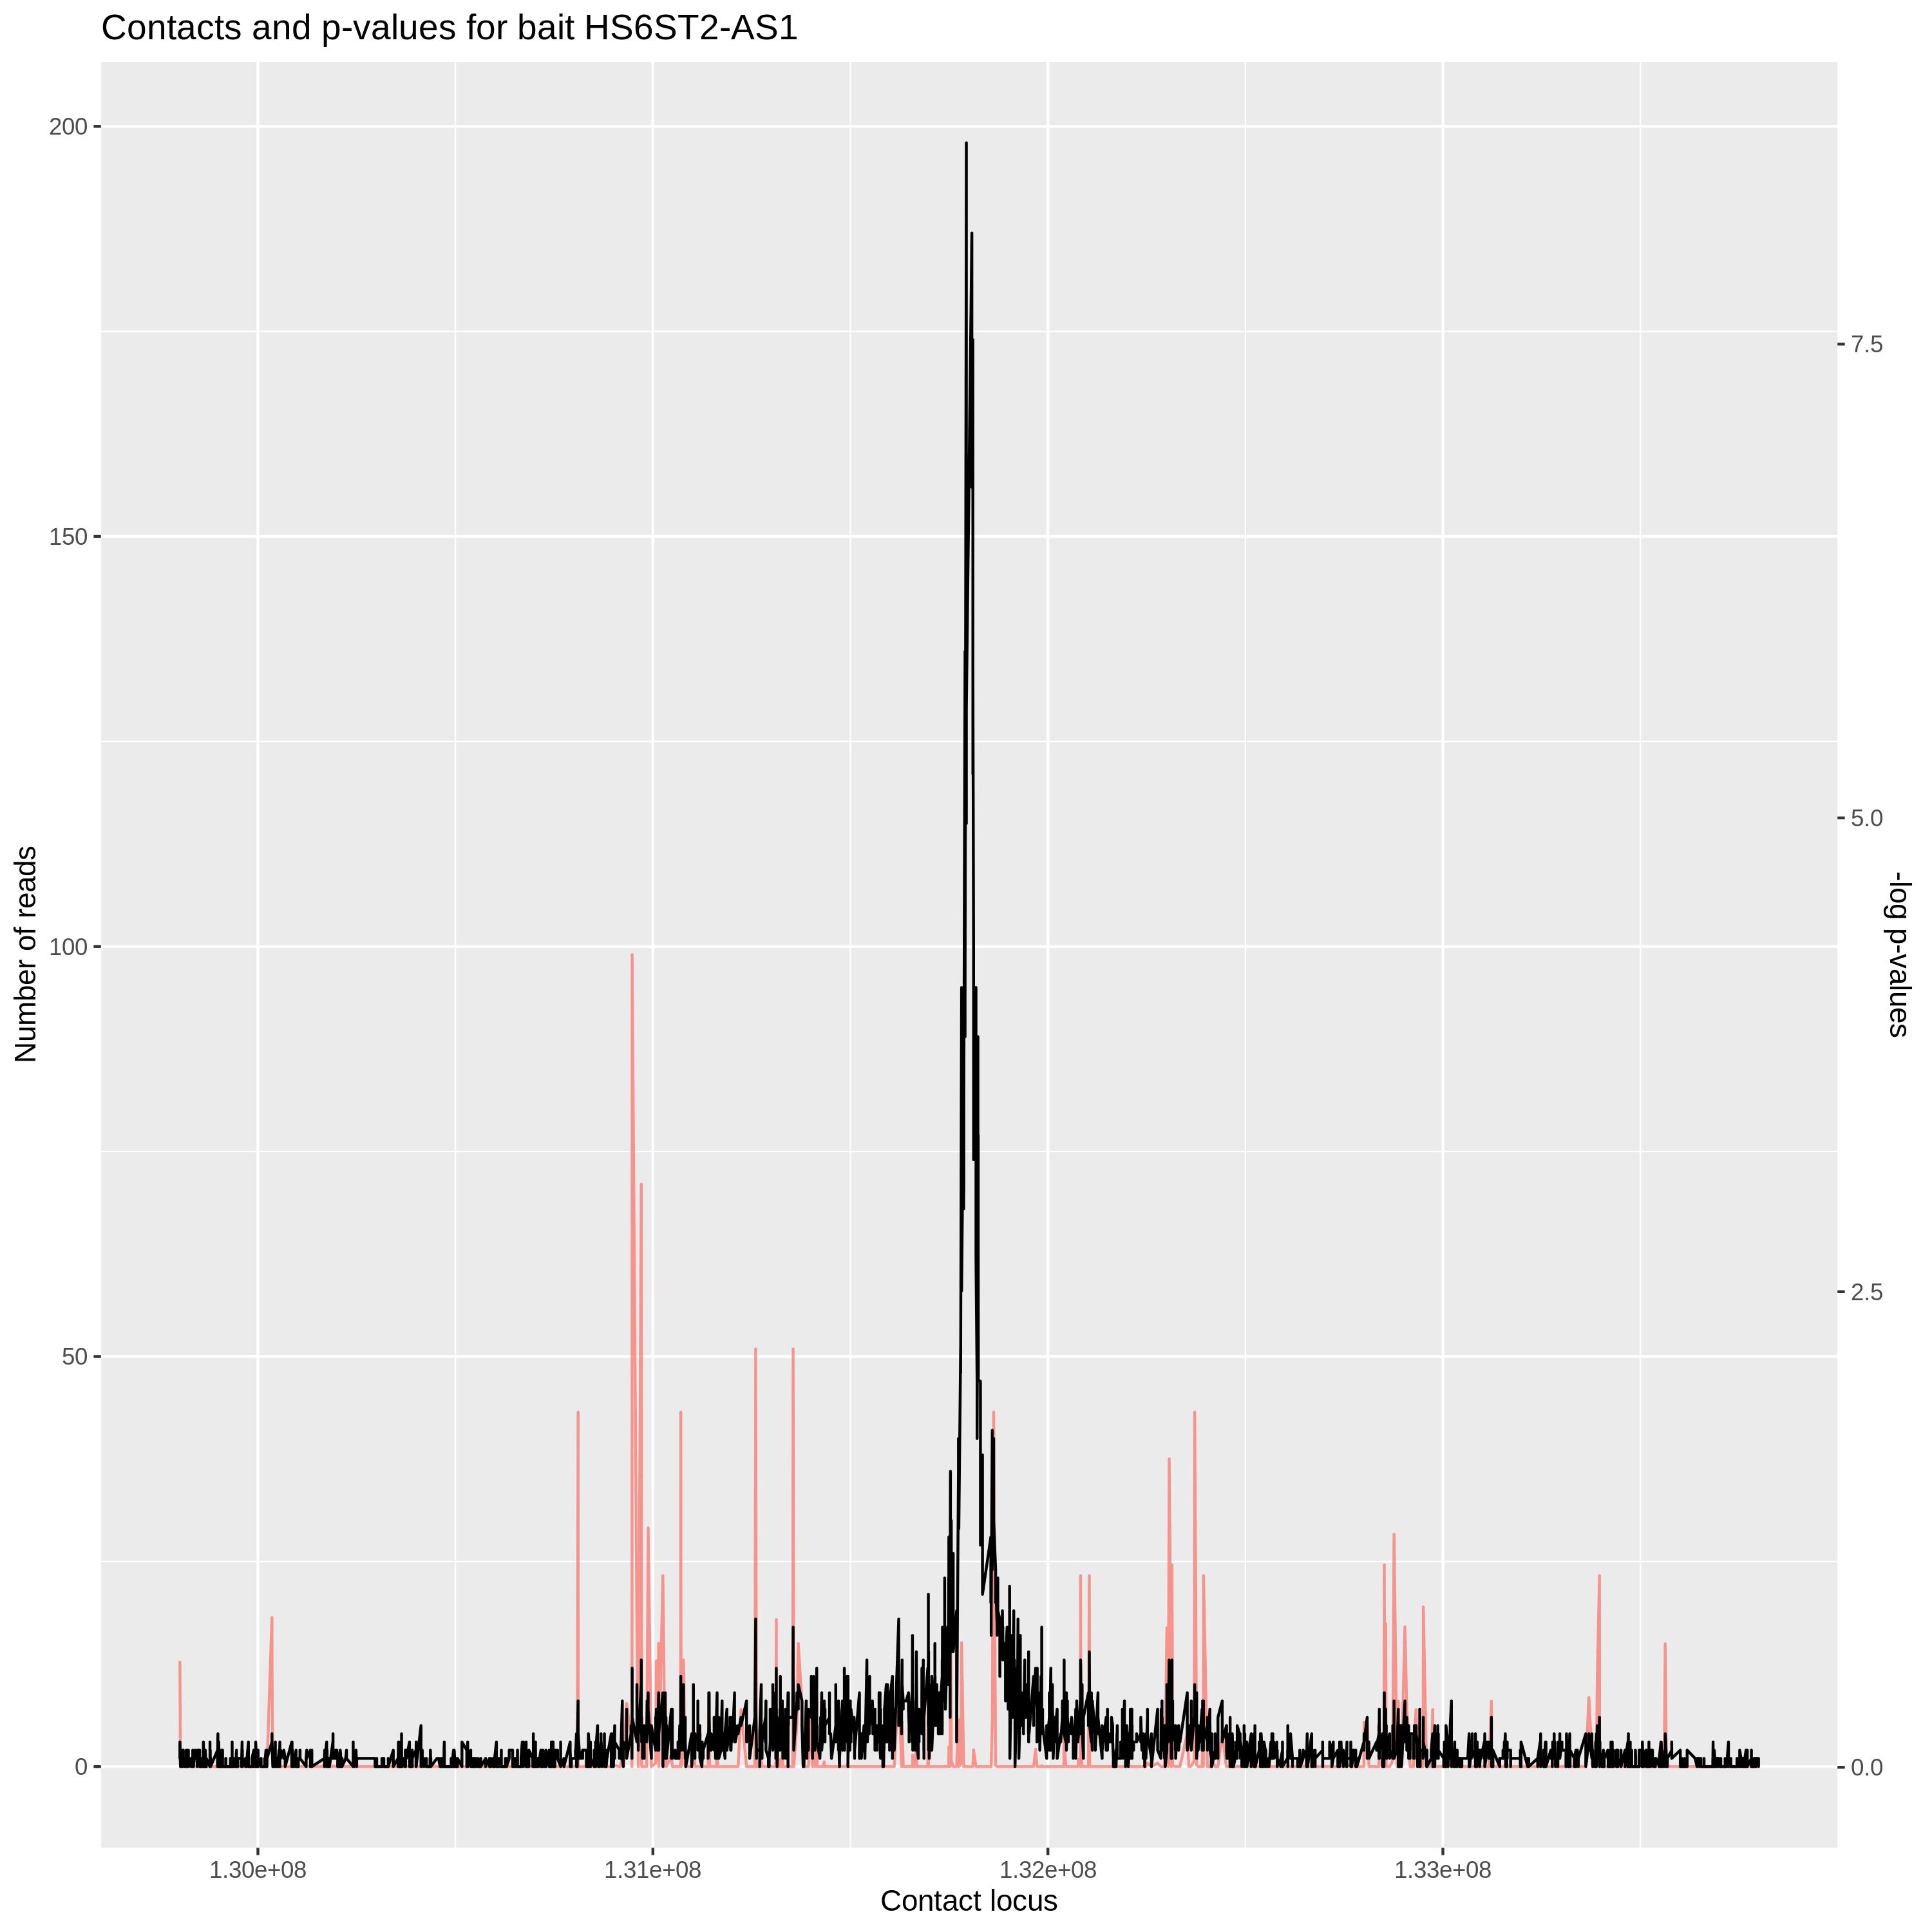 Contacts and p-values for bait HS6ST2-AS1
200
150
100
50
0
Number of reads
7.5
5.0
2.5
0.0
-log p-values
1.30e+08
1.31e+08
1.32e+08
1.33e+08
Contact locus